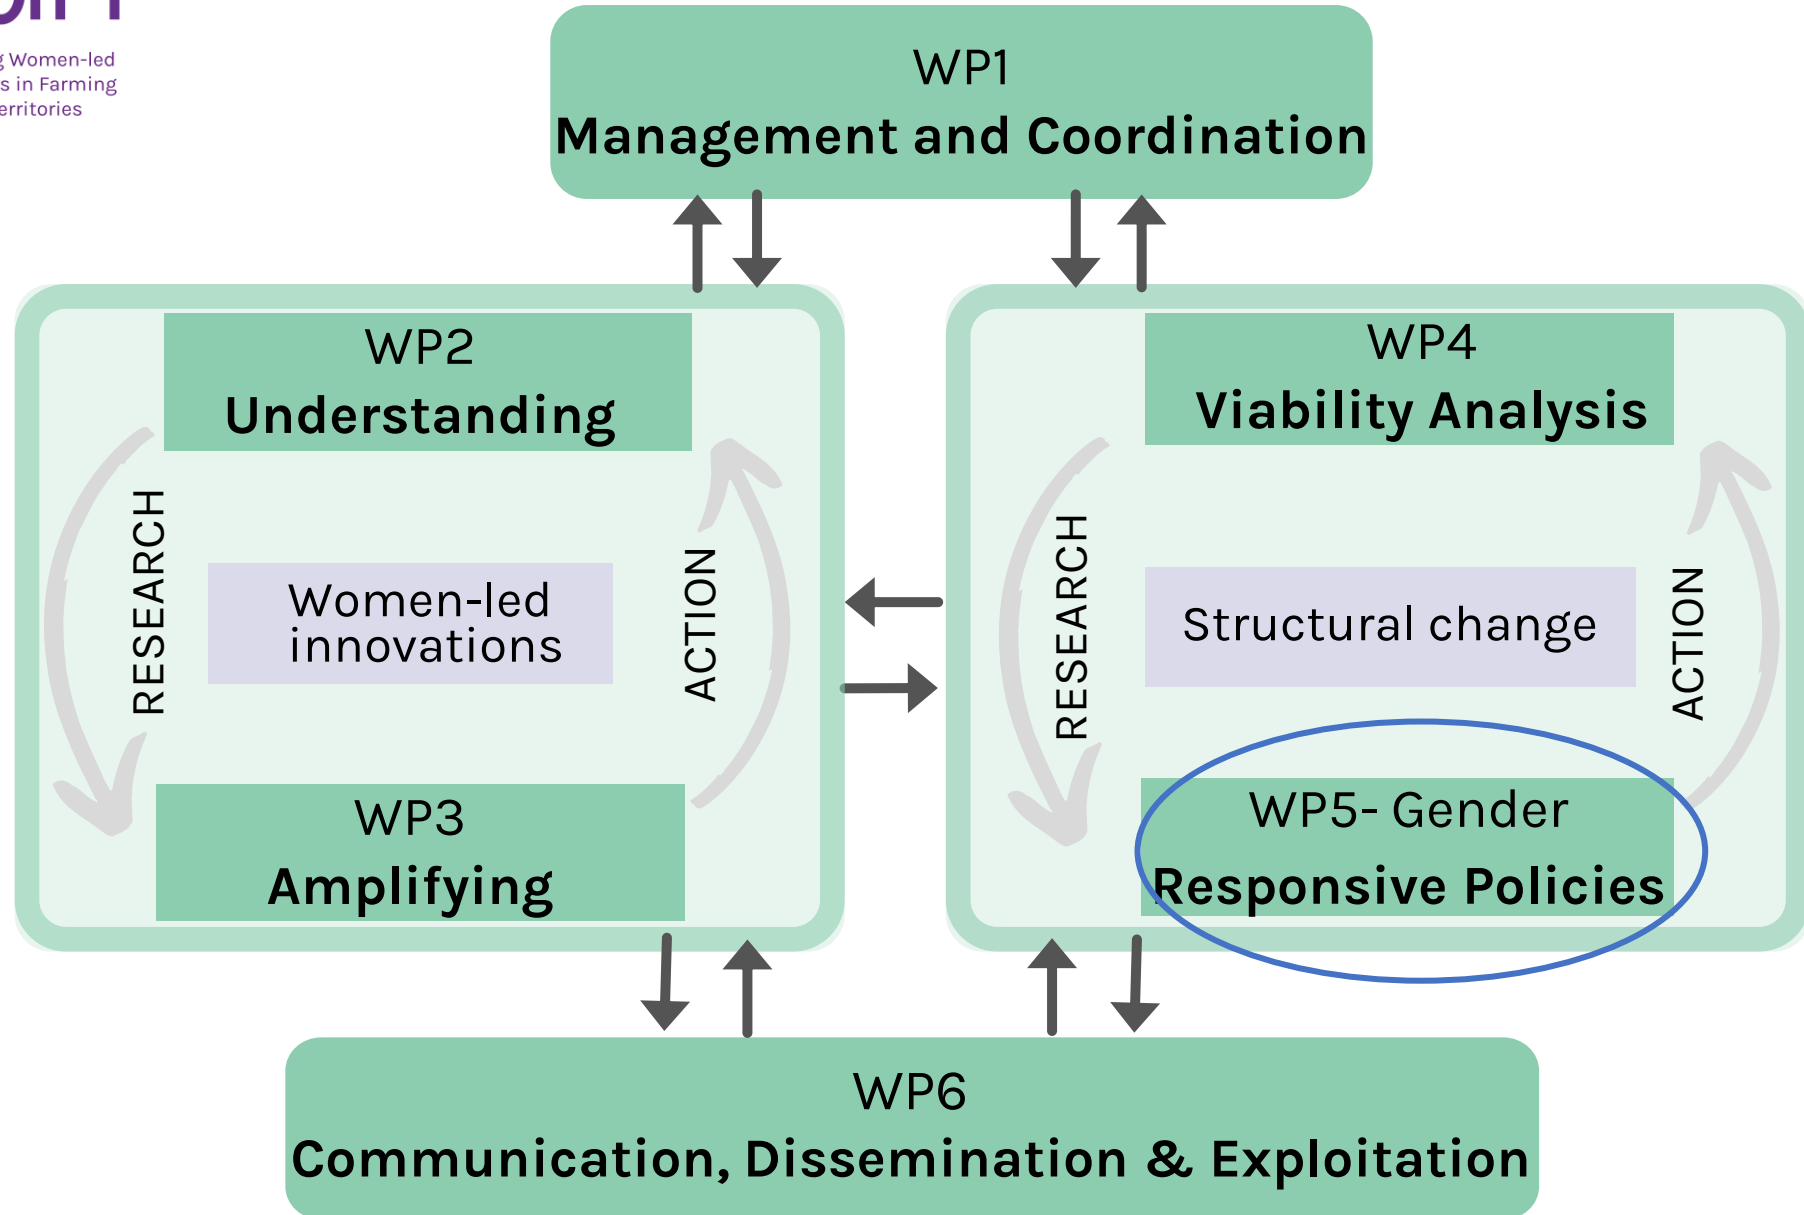 Women-led
s in Farming
WP1
Management and Coordination
WP2
Understanding
RESEARCH
Women-led
innovations
ACTION
WP3
Amplifying
WP4
Viability Analysis
RESEARCH
Structural change
ACTION
WP5- Gender
Responsive Policies
WP6
Communication, Dissemination & Exploitation